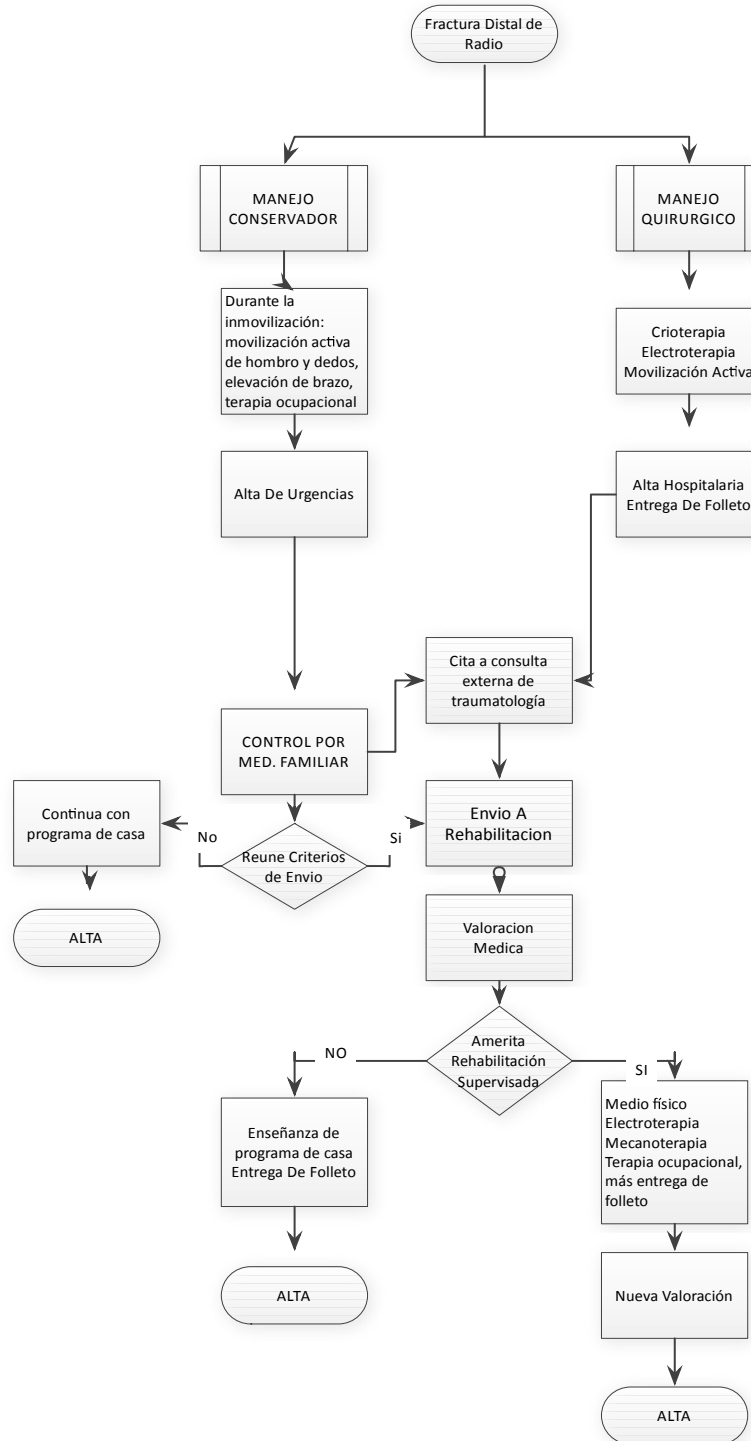 Fractura Distal de
Radio
MANEJO
CONSERVADOR
MANEJO
QUIRURGICO
Durante la
inmovilización:
movilización activa
de hombro y dedos,
elevación de brazo,
terapia ocupacional
Crioterapia
Electroterapia
Movilización Activa
Alta De Urgencias
Alta Hospitalaria
Entrega De Folleto
Cita a consulta
externa de
traumatología
CONTROL POR
MED. FAMILIAR
Continua con
programa de casa
No
Reune Criterios
de Envio
Si
Envio A
Rehabilitacion
ALTA
Valoracion
Medica
Amerita
Rehabilitación
Supervisada
NO
SI
Enseñanza de
programa de casa
Entrega De Folleto
Medio físico
Electroterapia
Mecanoterapia
Terapia ocupacional,
más entrega de
folleto
ALTA
Nueva Valoración
ALTA